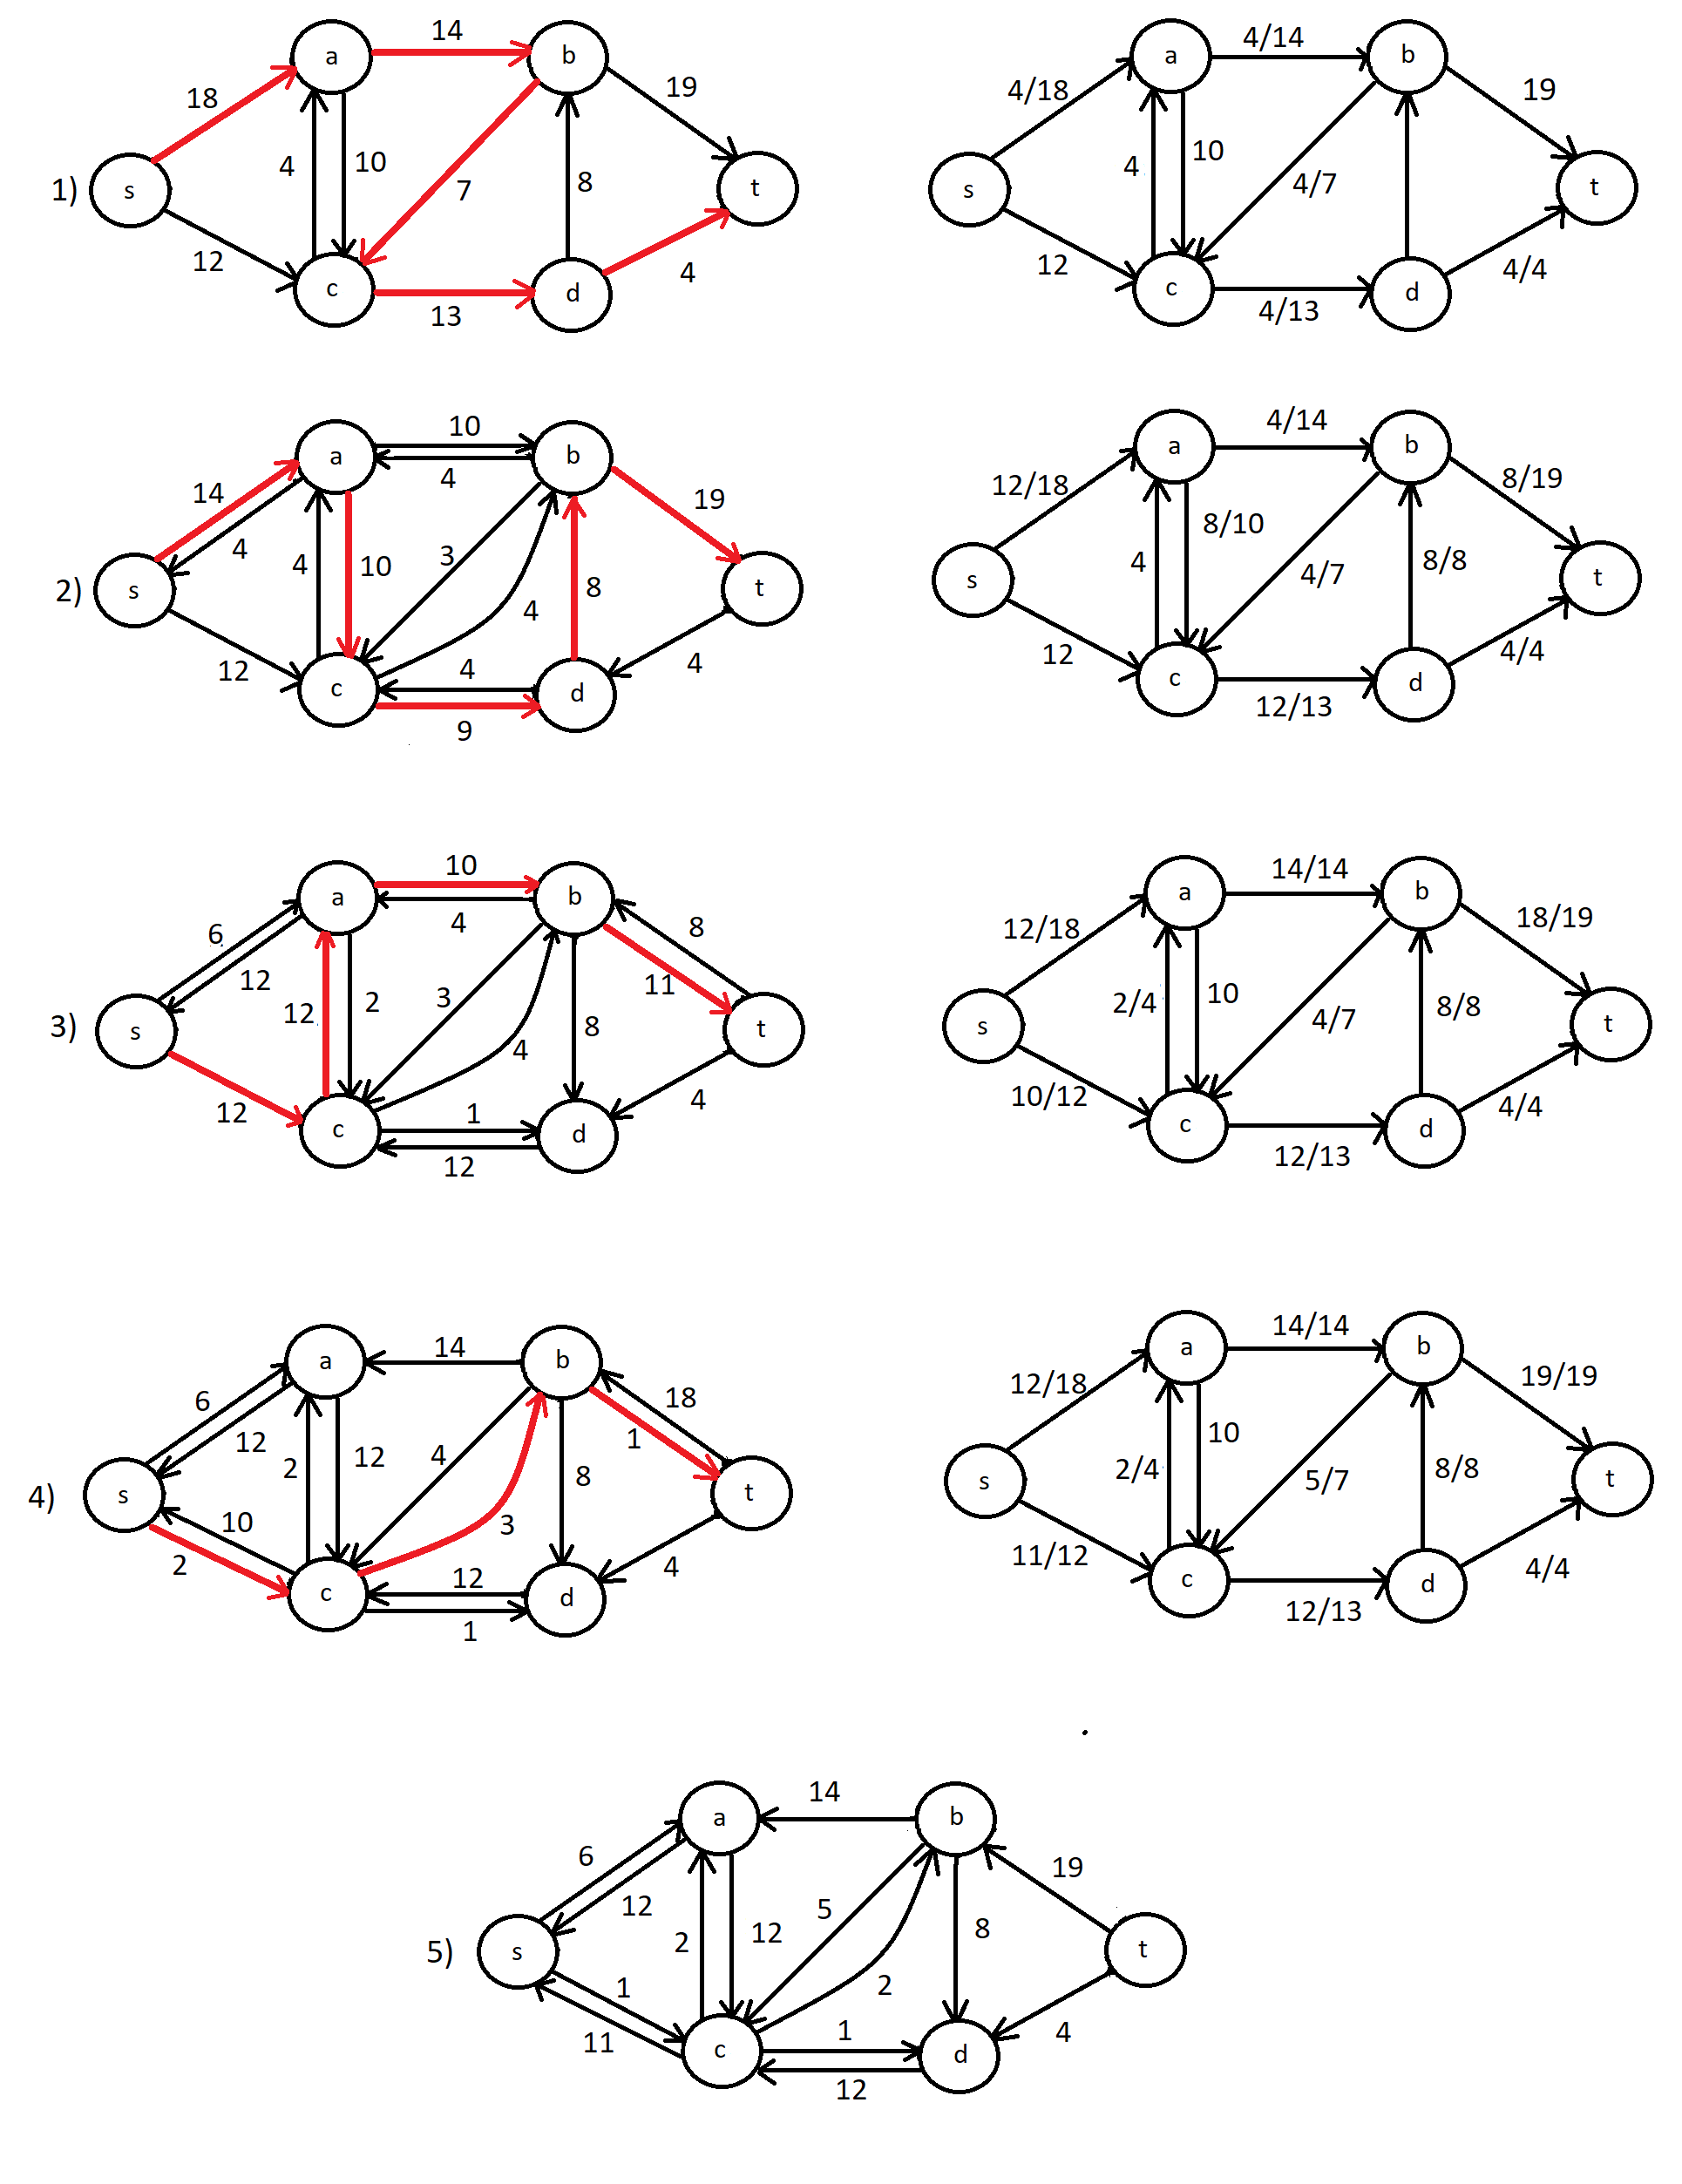 14 4/14
a b a b
18 19 4/18 19
4 10 7 8 4 10 4/7
1) s t s t
12 4 12 4/4
c d c d
13 4/13
10 4/14
a b a b
4
14 19 12/18 8/19
4 4 10 3 8 4 8/10 4/7 8/8
2) s t s t
4
12 4 4 12 4/4
c d c d
9 12/13
10 14/14
a b a b
4
6 8 12/18 18/19
12 12 2 3 11 2/4 10 4/7 8/8
3) s 4 8 t s t
12 1 4 10/12 4/4
c d c d
12 12/13
14 14/14
a b a b
6 18 12/18 19/19
12 2 12 4 8 1 2/4 10 5/7 8/8
4) s t s t
10 3
2 12 4 11/12 4/4
c d c d
1 12/13
14
a b
6 19
12 2 12 5 8
5) s t
1 2
11 1 4
c d
12